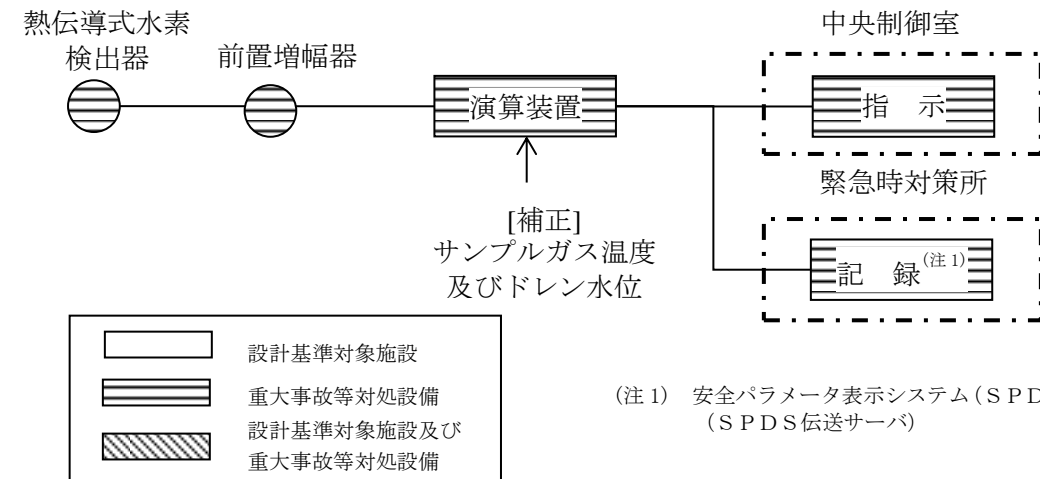 熱伝導式水素
検出器
前置増幅器
演算装置
[補正]
サンプルガス温度
及びドレン水位
中央制御室
指　示
緊急時対策所
記　録(注1)
設計基準対象施設
重大事故等対処設備
設計基準対象施設及び
重大事故等対処設備
(注1)　安全パラメータ表示システム(ＳＰＤ
(ＳＰＤＳ伝送サーバ)